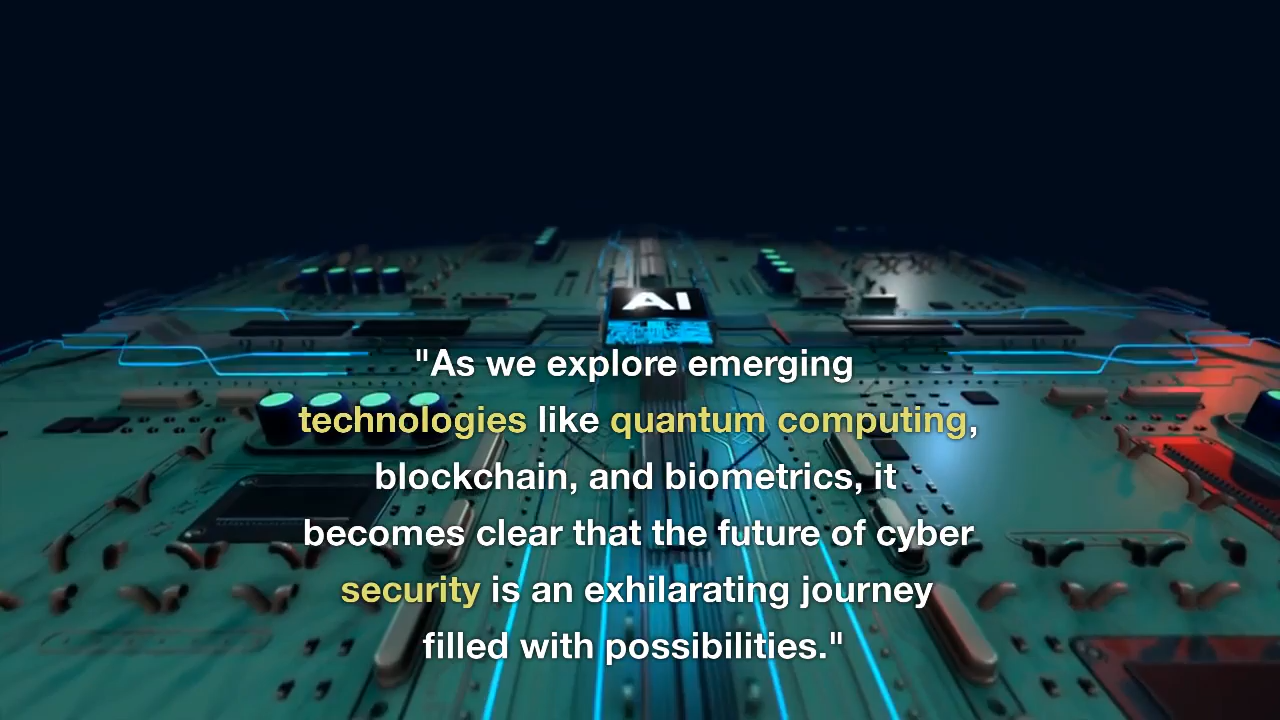 AI
"As we explore emerging
technologies like quantum computing,
blockchain, and biometrics, it
becomes clear that the future of cyber
security is an exhilarating journey
filled with possibilities."